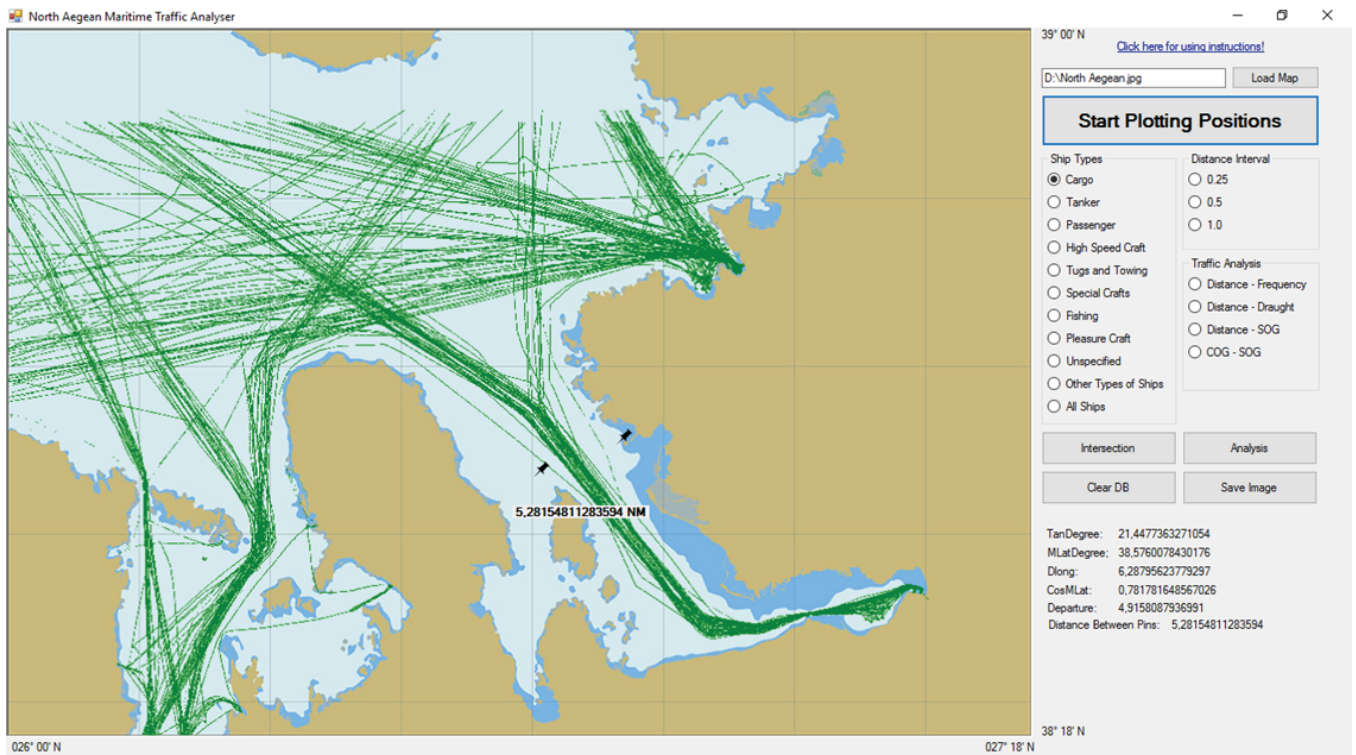 North Aegean Maritime Traffic Analyser
39° 00' N
Click here for using instructions!
D:\North Aegean.jpg
Load Map
Start Plotting Positions
Ship Types
Cargo
Tanker
Passenger
High Speed Craft
Tugs and Towing
Special Crafts
Fishing
Pleasure Craft
Unspecified
Other Types of Ships
All Ships
Distance Interval
0.25
0.5
1.0
Traffic Analysis
Distance - Frequency
Distance - Draught
Distance - SOG
COG - SOG
Intersection
Analysis
Clear DB
Save Image
5,28154811283594 NM
TanDegree: 21,4477363271054
MLatDegree: 38,5760078430176
Dlong: 6,28795623779297
CosMLat: 0,781781648567026
Departure: 4,9158087936991
Distance Between Pins: 5,28154811283594
38° 18' N
026° 00' N
027° 18' N